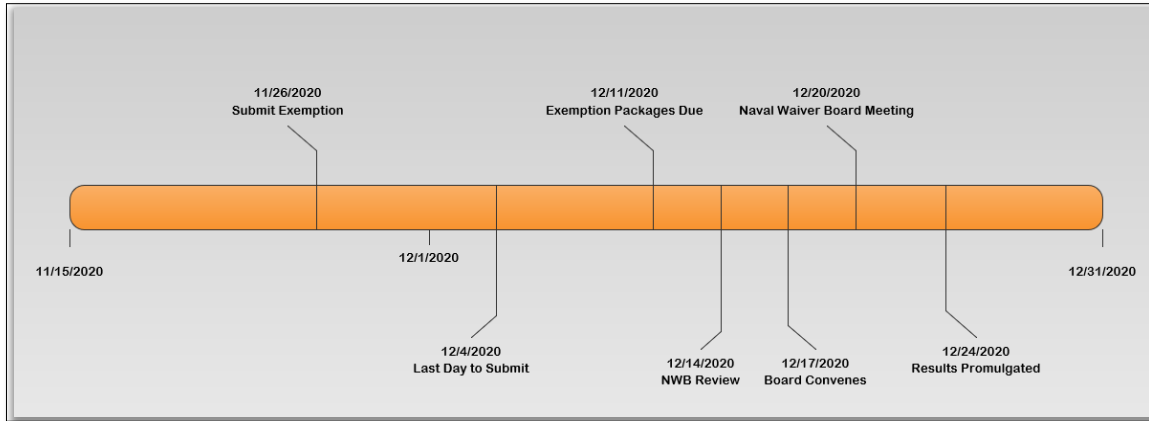 11/26/2020
Submit Exemption
12/11/2020
Exemption Packages Due
12/20/2020
Naval Waiver Board Meeting
11/15/2020
12/1/2020
12/31/2020
12/4/2020
Last Day to Submit
12/14/2020
NWB Review
12/17/2020
Board Convenes
12/24/2020
Results Promulgated